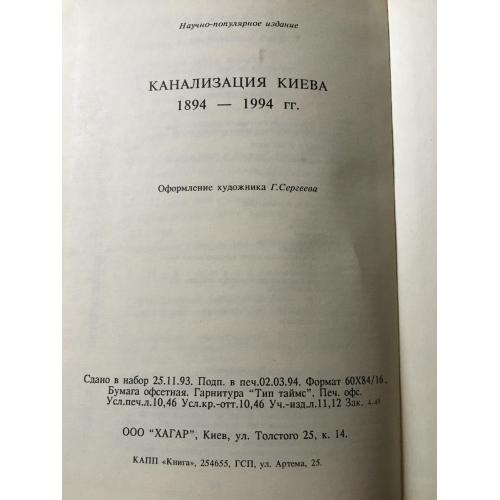 Научно-популярное издание
КАНАЛИЗАЦИЯ КИЕВА
1894 — 1994 гг.
Оформление художника Г.Сергеева
Сдано в набор 25.11.93. Подп. в печ.02.03.94. Формат 60Х84/16.
Бумага офсетная. Гарнитура "Тип таймс". Печ. офс.
Усл.печ.л.10,46 Усл.кр.-отт.10,46 Уч.-изд.л.11,12 Зак.
ООО "ХАГАР", Киев, ул. Толстого 25, к. 14.
КАПП «Книга», 254655, ГСП, ул. Артема, 25.